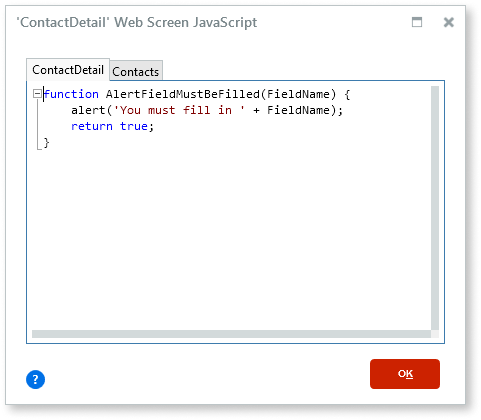 'ContactDetail' Web Screen JavaScript
ContactDetail Contacts
function AlertFieldMustBeFilled(FieldName) {
    alert('You must fill in ' + FieldName);
    return true;
}
?
OK